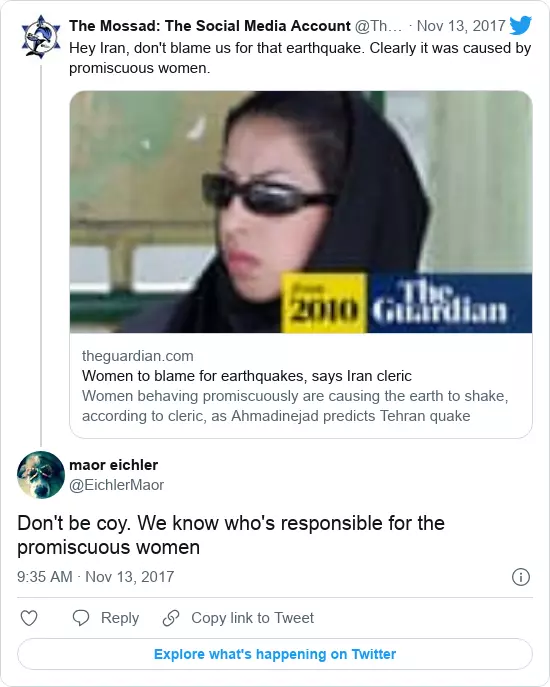 The Mossad: The Social Media Account @Th... · Nov 13, 2017
Hey Iran, don't blame us for that earthquake. Clearly it was caused by
promiscuous women.
From
2010
The
Guardian
theguardian.com
Women to blame for earthquakes, says Iran cleric
Women behaving promiscuously are causing the earth to shake,
according to cleric, as Ahmadinejad predicts Tehran quake
maor eichler
@EichlerMaor
Don't be coy. We know who's responsible for the
promiscuous women
9:35 AM · Nov 13, 2017
Reply
Copy link to Tweet
Explore what's happening on Twitter